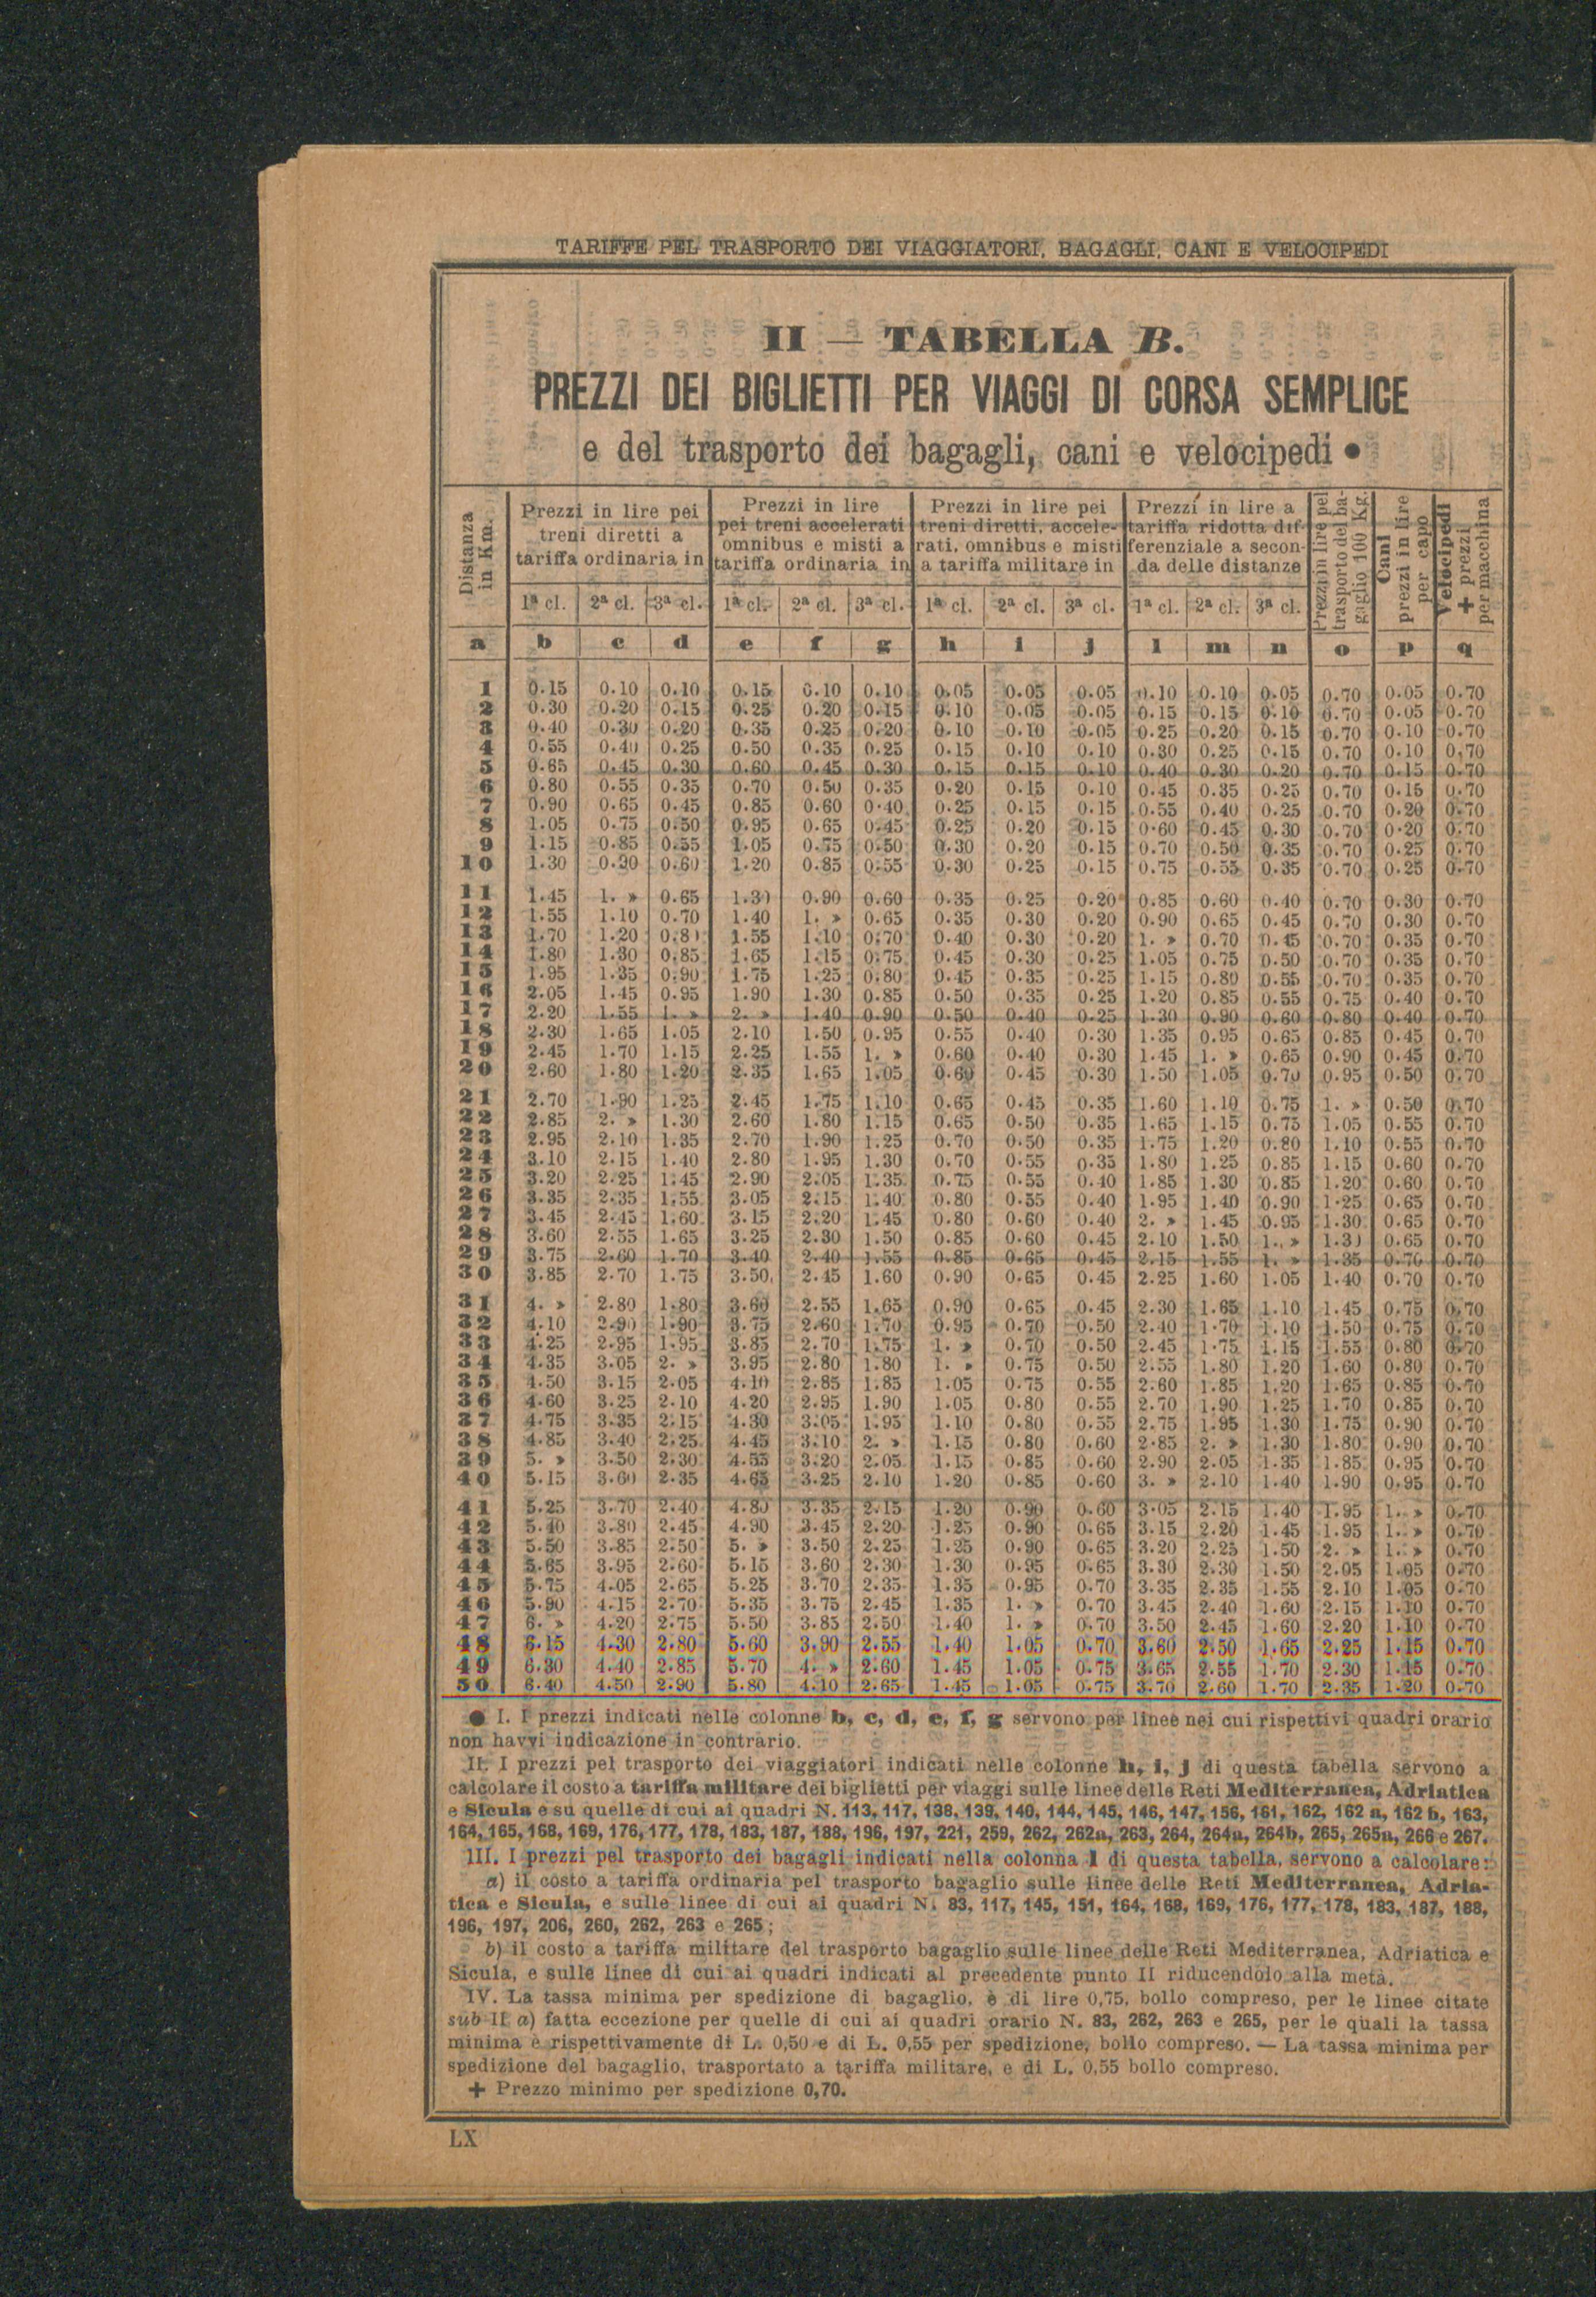 TARIFFE PEL TRASPORTO DEI VIAGGIATORI, BAGAGLI, CANI E VELOCIPEDI
II — TABELLA B.
PREZZI DEI BIGLIETTI PER VIAGGI DI CORSA SEMPLICE
e del trasporto dei bagagli, cani e velocipedi ●
Distanza in Km.
Prezzi in lire pei
treni diretti a
tariffa ordinaria in
Prezzi in lire
pei treni accelerati
omnibus e misti a
tariffa ordinaria in
Prezzi in lire pei
treni diretti, accele-
rati, omnibus e misti
a tariffa militare in
Prezzi in lire a
tariffa ridotta dif-
ferenziale a secon-
da delle distanze
Prezzi in lire pel
trasporto del ba-
gaglio 100 Kg.
Cani
prezzi in lire
per capo
Velocipedi
+ prezzi
per macchina
1ª cl. 2ª cl. 3ª cl. 1ª cl. 2ª cl. 3ª cl. 1ª cl. 2ª cl. 3ª cl. 1ª cl. 2ª cl. 3ª cl.
a b c d e f g h i j l m n o p q
1 0.15 0.10 0.10 0.15 0.10 0.10 0.05 0.05 0.05 0.10 0.10 0.05 0.70 0.05 0.70
2 0.30 0.20 0.15 0.25 0.20 0.15 0.10 0.05 0.05 0.15 0.15 0.10 0.70 0.05 0.70
3 0.40 0.30 0.20 0.35 0.25 0.20 0.10 0.10 0.05 0.25 0.20 0.15 0.70 0.10 0.70
4 0.55 0.40 0.25 0.50 0.35 0.25 0.15 0.10 0.10 0.30 0.25 0.15 0.70 0.10 0.70
5 0.65 0.45 0.30 0.60 0.45 0.30 0.15 0.15 0.10 0.40 0.30 0.20 0.70 0.15 0.70
6 0.80 0.55 0.35 0.70 0.50 0.35 0.20 0.15 0.10 0.45 0.35 0.25 0.70 0.15 0.70
7 0.90 0.65 0.45 0.85 0.60 0.40 0.25 0.15 0.15 0.55 0.40 0.25 0.70 0.20 0.70
8 1.05 0.75 0.50 0.95 0.65 0.45 0.25 0.20 0.15 0.60 0.45 0.30 0.70 0.20 0.70
9 1.15 0.85 0.55 1.05 0.75 0.50 0.30 0.20 0.15 0.70 0.50 0.35 0.70 0.25 0.70
10 1.30 0.90 0.60 1.20 0.85 0.55 0.30 0.25 0.15 0.75 0.55 0.35 0.70 0.25 0.70
11 1.45 1. » 0.65 1.30 0.90 0.60 0.35 0.25 0.20 0.85 0.60 0.40 0.70 0.30 0.70
12 1.55 1.10 0.70 1.40 1. » 0.65 0.35 0.30 0.20 0.90 0.65 0.45 0.70 0.30 0.70
13 1.70 1.20 0.80 1.55 1.10 0.70 0.40 0.30 0.20 1. » 0.70 0.45 0.70 0.35 0.70
14 1.80 1.30 0.85 1.65 1.15 0.75 0.45 0.30 0.25 1.05 0.75 0.50 0.70 0.35 0.70
15 1.95 1.35 0.90 1.75 1.25 0.80 0.45 0.35 0.25 1.15 0.80 0.55 0.70 0.35 0.70
16 2.05 1.45 0.95 1.90 1.30 0.85 0.50 0.35 0.25 1.20 0.85 0.55 0.75 0.40 0.70
17 2.20 1.55 1. » 2. » 1.40 0.90 0.50 0.40 0.25 1.30 0.90 0.60 0.80 0.40 0.70
18 2.30 1.65 1.05 2.10 1.50 0.95 0.55 0.40 0.30 1.35 0.95 0.65 0.85 0.45 0.70
19 2.45 1.70 1.15 2.25 1.55 1. » 0.60 0.40 0.30 1.45 1. » 0.65 0.90 0.45 0.70
20 2.60 1.80 1.20 2.35 1.65 1.05 0.60 0.45 0.30 1.50 1.05 0.70 0.95 0.50 0.70
21 2.70 1.90 1.25 2.45 1.75 1.10 0.65 0.45 0.35 1.60 1.10 0.75 1. » 0.50 0.70
22 2.85 2. » 1.30 2.60 1.80 1.15 0.65 0.50 0.35 1.65 1.15 0.75 1.05 0.55 0.70
23 2.95 2.10 1.35 2.70 1.90 1.25 0.70 0.50 0.35 1.75 1.20 0.80 1.10 0.55 0.70
24 3.10 2.15 1.40 2.80 1.95 1.30 0.70 0.55 0.35 1.80 1.25 0.85 1.15 0.60 0.70
25 3.20 2.25 1.45 2.90 2.05 1.35 0.75 0.55 0.40 1.85 1.30 0.85 1.20 0.60 0.70
26 3.35 2.35 1.55 3.05 2.15 1.40 0.80 0.55 0.40 1.95 1.40 0.90 1.25 0.65 0.70
27 3.45 2.45 1.60 3.15 2.20 1.45 0.80 0.60 0.40 2. » 1.45 0.95 1.30 0.65 0.70
28 3.60 2.55 1.65 3.25 2.30 1.50 0.85 0.60 0.45 2.10 1.50 1. » 1.30 0.65 0.70
29 3.75 2.60 1.70 3.40 2.40 1.55 0.85 0.65 0.45 2.15 1.55 1. » 1.35 0.70 0.70
30 3.85 2.70 1.75 3.50 2.45 1.60 0.90 0.65 0.45 2.25 1.60 1.05 1.40 0.70 0.70
31 4. » 2.80 1.80 3.60 2.55 1.65 0.90 0.65 0.45 2.30 1.65 1.10 1.45 0.75 0.70
32 4.10 2.90 1.90 3.75 2.60 1.70 0.95 0.70 0.50 2.40 1.70 1.10 1.50 0.75 0.70
33 4.25 2.95 1.95 3.85 2.70 1.75 1. » 0.70 0.50 2.45 1.75 1.15 1.55 0.80 0.70
34 4.35 3.05 2. » 3.95 2.80 1.80 1. » 0.75 0.50 2.55 1.80 1.20 1.60 0.80 0.70
35 4.50 3.15 2.05 4.10 2.85 1.85 1.05 0.75 0.55 2.60 1.85 1.20 1.65 0.85 0.70
36 4.60 3.25 2.10 4.20 2.95 1.90 1.05 0.80 0.55 2.70 1.90 1.25 1.70 0.85 0.70
37 4.75 3.35 2.15 4.30 3.05 1.95 1.10 0.80 0.55 2.75 1.95 1.30 1.75 0.90 0.70
38 4.85 3.40 2.25 4.45 3.10 2. » 1.15 0.80 0.60 2.85 2. » 1.30 1.80 0.90 0.70
39 5. » 3.50 2.30 4.55 3.20 2.05 1.15 0.85 0.60 2.90 2.05 1.35 1.85 0.95 0.70
40 5.15 3.60 2.35 4.65 3.25 2.10 1.20 0.85 0.60 3. » 2.10 1.40 1.90 0.95 0.70
41 5.25 3.70 2.40 4.80 3.35 2.15 1.20 0.90 0.60 3.05 2.15 1.40 1.95 1. » 0.70
42 5.40 3.80 2.45 4.90 3.45 2.20 1.25 0.90 0.65 3.15 2.20 1.45 1.95 1. » 0.70
43 5.50 3.85 2.50 5. » 3.50 2.25 1.25 0.90 0.65 3.20 2.25 1.50 2. » 1. » 0.70
44 5.65 3.95 2.60 5.15 3.60 2.30 1.30 0.95 0.65 3.30 2.30 1.50 2.05 1.05 0.70
45 5.75 4.05 2.65 5.25 3.70 2.35 1.35 0.95 0.70 3.35 2.35 1.55 2.10 1.05 0.70
46 5.90 4.15 2.70 5.35 3.75 2.45 1.35 1. » 0.70 3.45 2.40 1.60 2.15 1.10 0.70
47 6. » 4.20 2.75 5.50 3.85 2.50 1.40 1. » 0.70 3.50 2.45 1.60 2.20 1.10 0.70
48 6.15 4.30 2.80 5.60 3.90 2.55 1.40 1.05 0.70 3.60 2.50 1.65 2.25 1.15 0.70
49 6.30 4.40 2.85 5.70 4. » 2.60 1.45 1.05 0.75 3.65 2.55 1.70 2.30 1.15 0.70
50 6.40 4.50 2.90 5.80 4.10 2.65 1.45 1.05 0.75 3.70 2.60 1.70 2.35 1.20 0.70
● I. I prezzi indicati nelle colonne b, c, d, e, f, g servono per linee nei cui rispettivi quadri orario
non havvi indicazione in contrario.
II. I prezzi pel trasporto dei viaggiatori indicati nelle colonne h, i, j di questa tabella servono a
calcolare il costo a tariffa militare dei biglietti per viaggi sulle linee delle Reti Mediterranea, Adriatica
e Sicula e su quelle di cui ai quadri N. 113, 117, 138, 139, 140, 144, 145, 146, 147, 156, 161, 162, 162 a, 162 b, 163,
164, 165, 168, 169, 176, 177, 178, 183, 187, 188, 196, 197, 221, 259, 262, 262a, 263, 264, 264a, 264b, 265, 265a, 266 e 267.
III. I prezzi pel trasporto dei bagagli indicati nella colonna l di questa tabella, servono a calcolare:
a) il costo a tariffa ordinaria pel trasporto bagaglio sulle linee delle Reti Mediterranea, Adria-
tica e Sicula, e sulle linee di cui ai quadri N. 83, 117, 145, 151, 164, 168, 169, 176, 177, 178, 183, 187, 188,
196, 197, 206, 260, 262, 263 e 265;
b) il costo a tariffa militare del trasporto bagaglio sulle linee delle Reti Mediterranea, Adriatica e
Sicula, e sulle linee di cui ai quadri indicati al precedente punto II riducendolo alla metà.
IV. La tassa minima per spedizione di bagaglio, è di lire 0,75, bollo compreso, per le linee citate
sub II a) fatta eccezione per quelle di cui ai quadri orario N. 83, 262, 263 e 265, per le quali la tassa
minima è rispettivamente di L. 0,50 e di L. 0,55 per spedizione, bollo compreso. — La tassa minima per
spedizione del bagaglio, trasportato a tariffa militare, e di L. 0,55 bollo compreso.
+ Prezzo minimo per spedizione 0,70.
LX